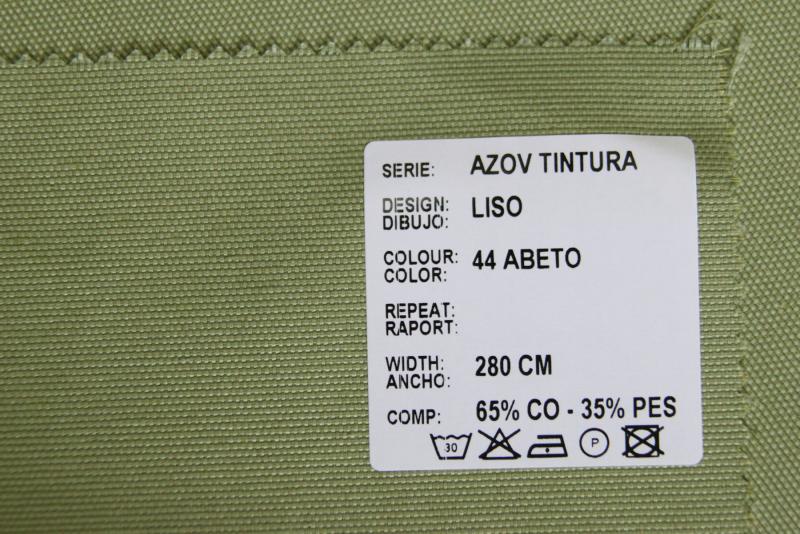 SERIE: AZOV TINTURA
DESIGN: LISO
DIBUJO:
COLOUR: 44 ABETO
COLOR:
REPEAT:
RAPORT:
WIDTH: 280 CM
ANCHO:
COMP: 65% CO - 35% PES
30 P